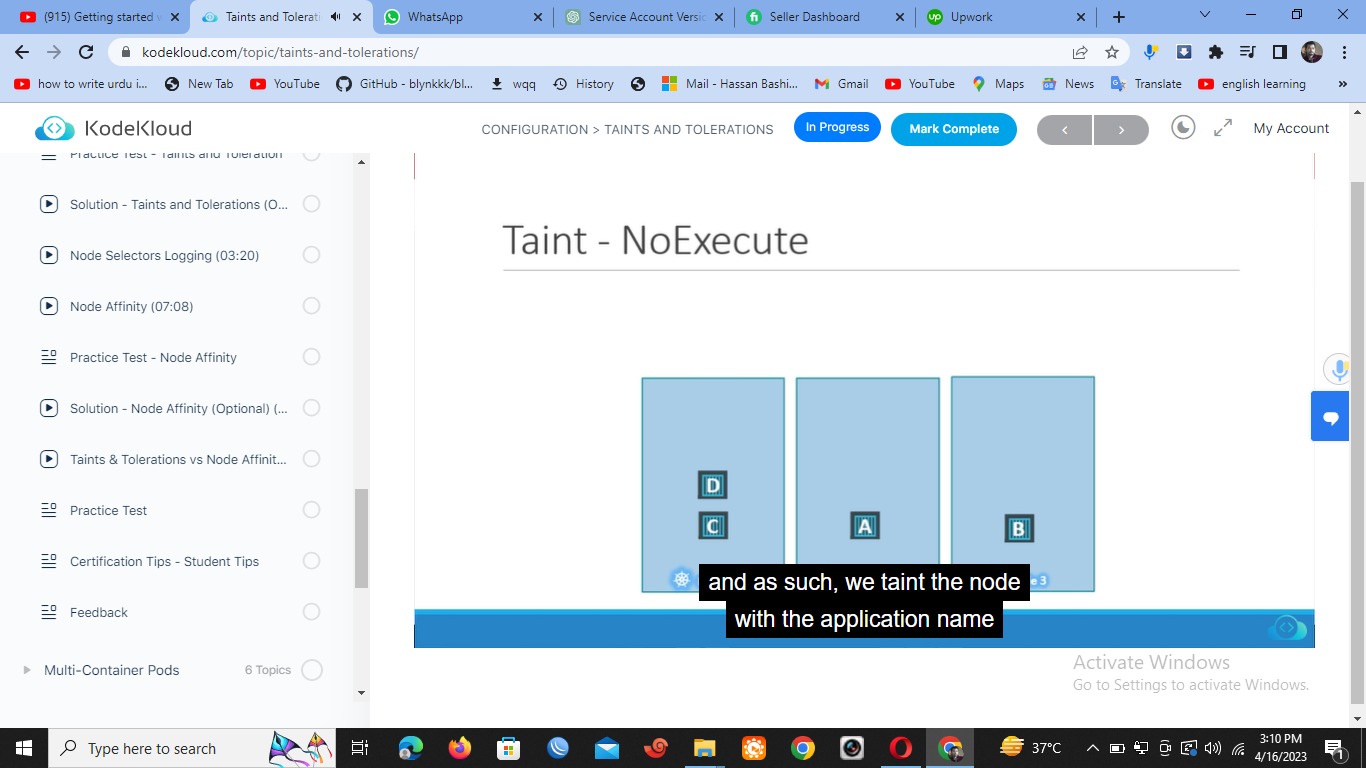 (915) Getting started w
Taints and Tolerati
WhatsApp
Service Account Versio
Seller Dashboard
Upwork
kodekloud.com/topic/taints-and-tolerations/
how to write urdu i...
New Tab
YouTube
GitHub - blynkkk/bl...
wqq
History
Mail - Hassan Bashi...
Gmail
YouTube
Maps
News
Translate
english learning
»
KodeKloud
CONFIGURATION > TAINTS AND TOLERATIONS
In Progress
Mark Complete
My Account
Practice Test - Taints and Toleration
Solution - Taints and Tolerations (O...
Node Selectors Logging (03:20)
Node Affinity (07:08)
Practice Test - Node Affinity
Solution - Node Affinity (Optional) (...
Taints & Tolerations vs Node Affinit...
Practice Test
Certification Tips - Student Tips
Feedback
Multi-Container Pods
6 Topics
Taint - NoExecute
D
C
A
B
e 3
and as such, we taint the node
with the application name
Activate Windows
Go to Settings to activate Windows.
Type here to search
37°C
3:10 PM
4/16/2023
1